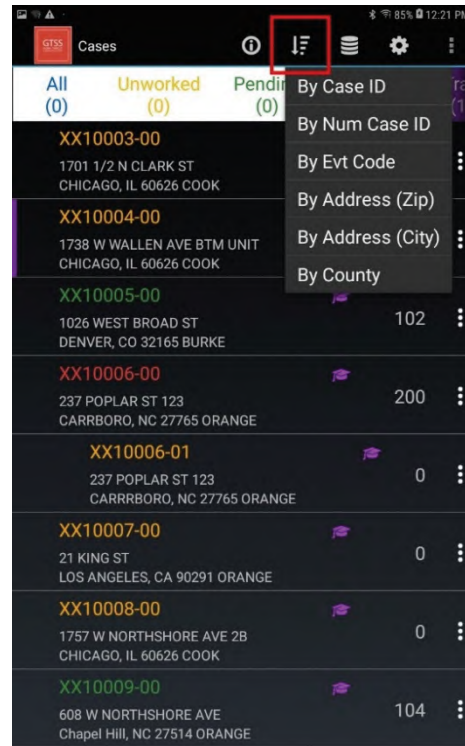 85% 12:21 PM
GTSS
Cases
All
(0)
Unworked
(0)
Pendin
(0)
By Case ID
By Num Case ID
By Evt Code
By Address (Zip)
By Address (City)
By County
XX10003-00
1701 1/2 N CLARK ST
CHICAGO, IL 60626 COOK
XX10004-00
1738 W WALLEN AVE BTM UNIT
CHICAGO, IL 60626 COOK
XX10005-00
1026 WEST BROAD ST
DENVER, CO 32165 BURKE
102
XX10006-00
237 POPLAR ST 123
CARRBORO, NC 27765 ORANGE
200
XX10006-01
237 POPLAR ST 123
CARRRBORO, NC 27765 ORANGE
0
XX10007-00
21 KING ST
LOS ANGELES, CA 90291 ORANGE
0
XX10008-00
1757 W NORTHSHORE AVE 2B
CHICAGO, IL 60626 COOK
0
XX10009-00
608 W NORTHSHORE AVE
Chapel Hill, NC 27514 ORANGE
104